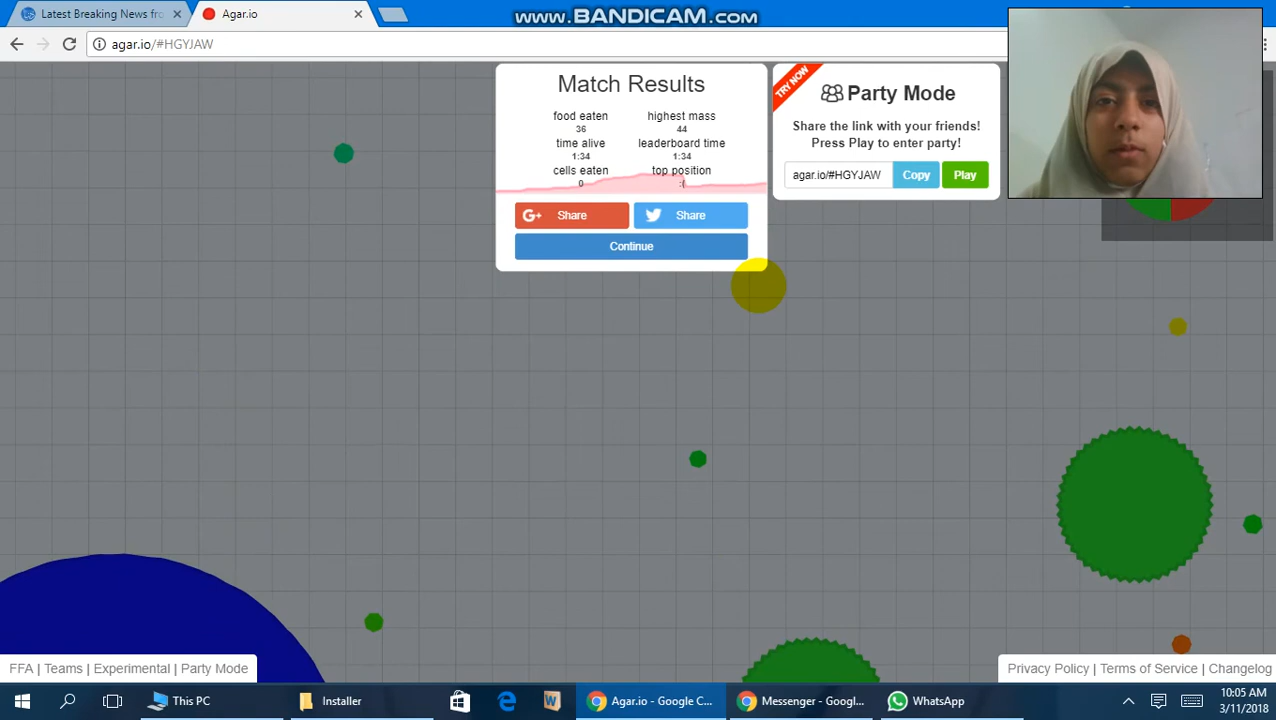 www.BANDICAM.com
Latest Breaking News fro
Agar.io
agar.io/#HGYJAW
Match Results
food eaten
36
highest mass
44
time alive
1:34
leaderboard time
1:34
cells eaten
0
top position
:(
G+ Share
Share
Continue
TRY NOW
Party Mode
Share the link with your friends!
Press Play to enter party!
agar.io/#HGYJAW
Copy
Play
FFA | Teams | Experimental | Party Mode
Privacy Policy | Terms of Service | Changelog
This PC
Installer
W
Agar.io - Google C...
Messenger - Googl...
WhatsApp
10:05 AM
3/11/2018